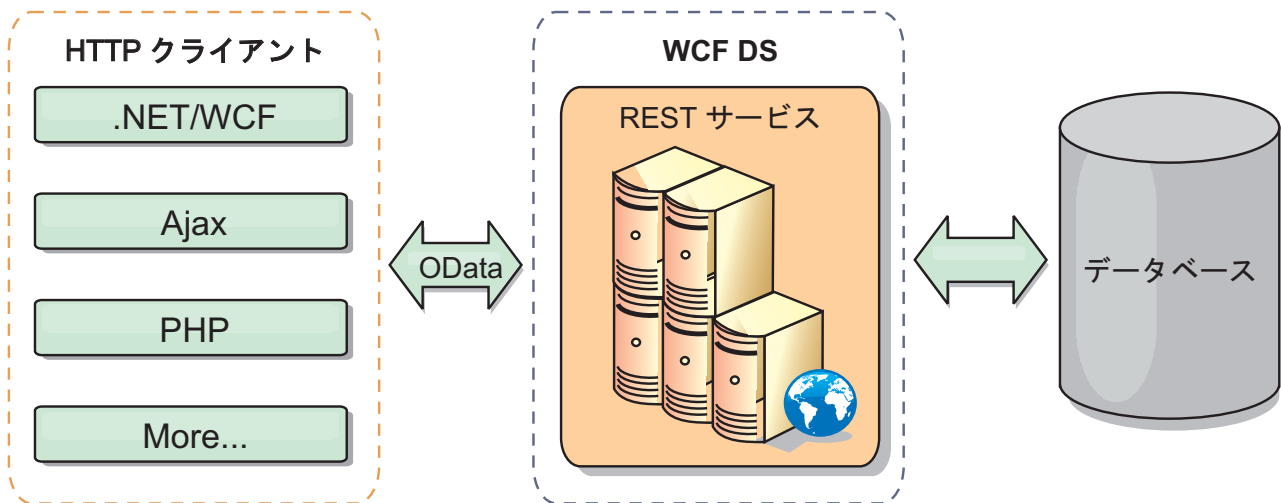 HTTP クライアント
.NET/WCF
Ajax
PHP
More...
OData
WCF DS
REST サービス
データベース